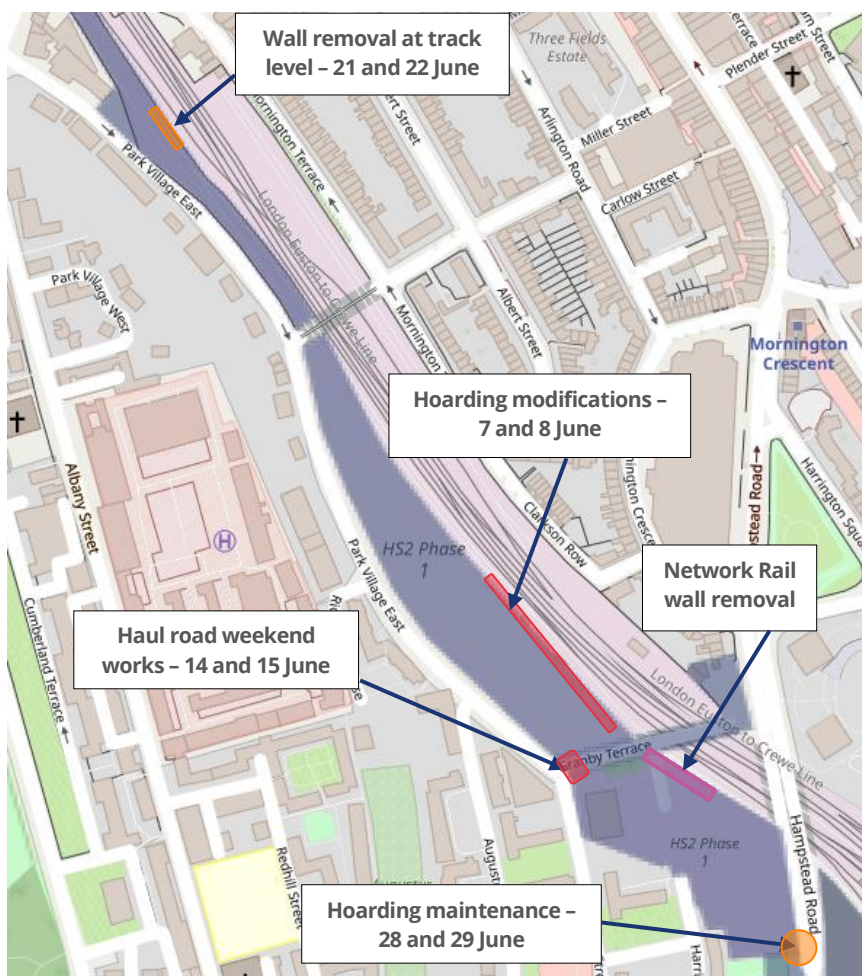 Wall removal at track
level – 21 and 22 June
Three Fields
Estate
Plender Street
Miller Street
Arlington Road
Carlow Street
Mornington Terrace
Park Village East
London Euston to Crewe Line
Park Village West
Albert Street
Albert Street
Mornington
Crescent
Hoarding modifications –
7 and 8 June
Harrington Squa
Albany Street
H
HS2 Phase
1
Clarkson Row
Park Village East
Network Rail
wall removal
Cumberland Terrace
Haul road weekend
works – 14 and 15 June
London Euston to Crewe Line
Granby Terrace
HS2 Phase
1
Hampstead Road
Redhill Street
Hoarding maintenance –
28 and 29 June